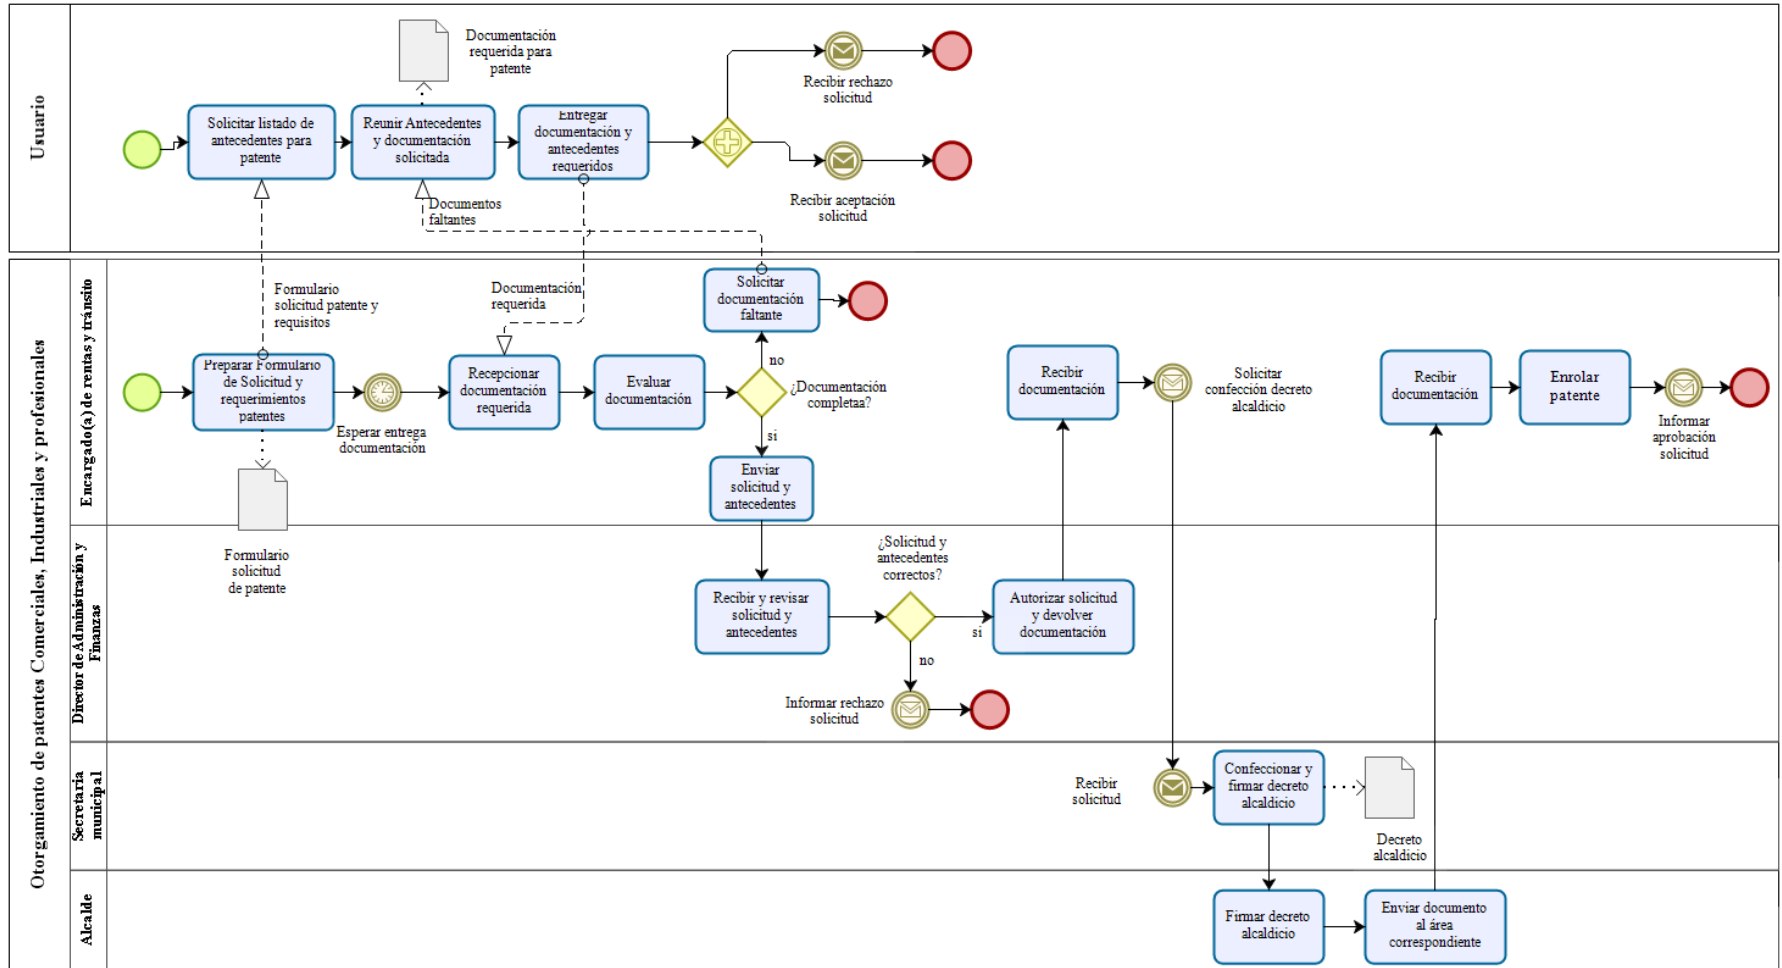 Usuario
Documentación
requerida para
patente
Solicitar listado de
antecedentes para
patente
Reunir Antecedentes
y documentación
solicitada
Entregar
documentación y
antecedentes
requeridos
Recibir rechazo
solicitud
Recibir aceptación
solicitud
Documentos
faltantes
Otorgamiento de patentes Comerciales, Industriales y profesionales
Encargado(a) de rentas y tránsito
Formulario
solicitud patente y
requisitos
Documentación
requerida
Solicitar
documentación
faltante
no
Preparar Formulario
de Solicitud y
requerimientos
patentes
Esperar entrega
documentación
Recepcionar
documentación
requerida
Evaluar
documentación
¿Documentación
completaa?
si
Enviar
solicitud y
antecedentes
Recibir
documentación
Solicitar
confección decreto
alcaldicio
Recibir
documentación
Enrolar
patente
Informar
aprobación
solicitud
Formulario
solicitud
de patente
Director de Administración y
Finanzas
Recibir y revisar
solicitud y
antecedentes
¿Solicitud y
antecedentes
correctos?
si
no
Autorizar solicitud
y devolver
documentación
Informar rechazo
solicitud
Secretaria
municipal
Recibir
solicitud
Confeccionar y
firmar decreto
alcaldicio
Decreto
alcaldicio
Alcalde
Firmar decreto
alcaldicio
Enviar documento
al área
correspondiente